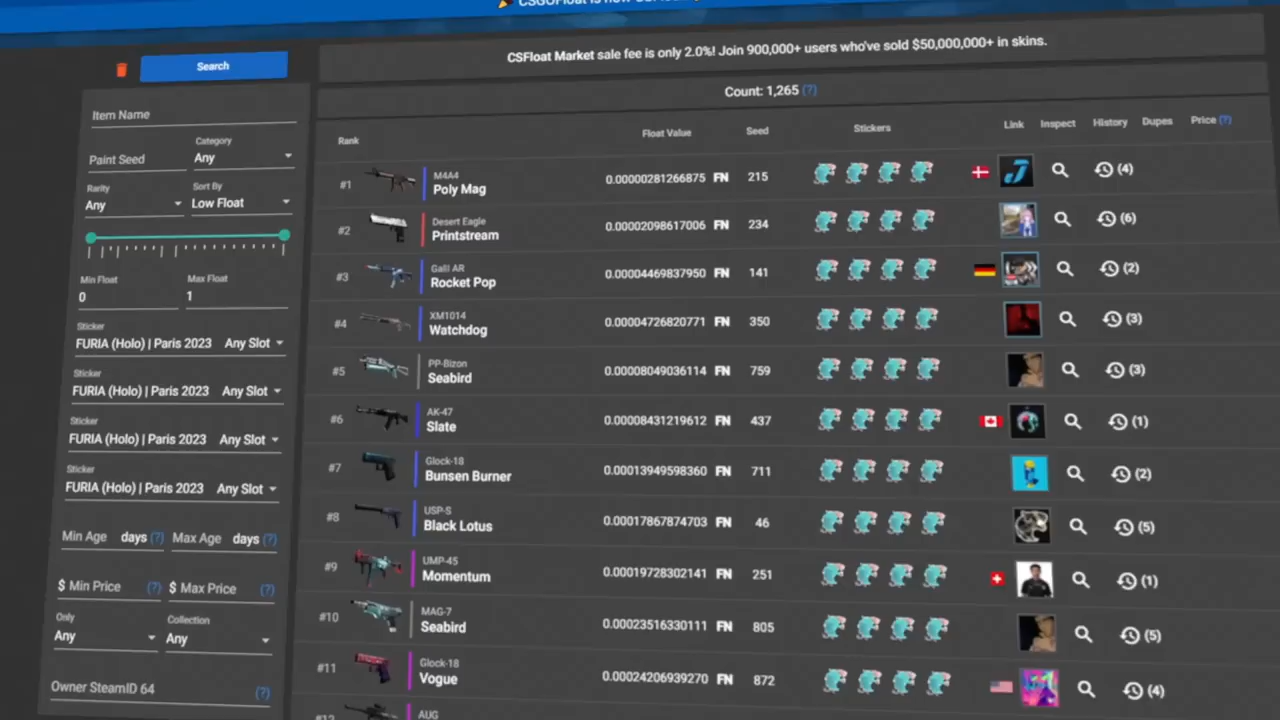 CSGOFloat is now
Search
CSFloat Market sale fee is only 2.0%! Join 900,000+ users who've sold $50,000,000+ in skins.
Count: 1,265 (?)
Item Name
Paint Seed
Category
Any
Rarity
Any
Sort By
Low Float
Min Float
0
Max Float
1
Sticker
FURIA (Holo) | Paris 2023 Any Slot
Sticker
FURIA (Holo) | Paris 2023 Any Slot
Sticker
FURIA (Holo) | Paris 2023 Any Slot
Sticker
FURIA (Holo) | Paris 2023 Any Slot
Min Age days (?) Max Age days (?)
$ Min Price (?) $ Max Price (?)
Only
Any
Collection
Any
Owner SteamID 64 (?)
Rank Float Value Seed Stickers Link Inspect History Dupes Price (?)
#1 M4A4
Poly Mag 0.00000281266875 FN 215 (4)
#2 Desert Eagle
Printstream 0.00002098617006 FN 234 (6)
#3 Galil AR
Rocket Pop 0.00004469837950 FN 141 (2)
#4 XM1014
Watchdog 0.00004726820771 FN 350 (3)
#5 PP-Bizon
Seabird 0.00008049036114 FN 759 (3)
#6 AK-47
Slate 0.00008431219612 FN 437 (1)
#7 Glock-18
Bunsen Burner 0.00013949598360 FN 711 (2)
#8 USP-S
Black Lotus 0.00017867874703 FN 46 (5)
#9 UMP-45
Momentum 0.00019728302141 FN 251 (1)
#10 MAG-7
Seabird 0.00023516330111 FN 805 (5)
#11 Glock-18
Vogue 0.00024206939270 FN 872 (4)
#12 AUG